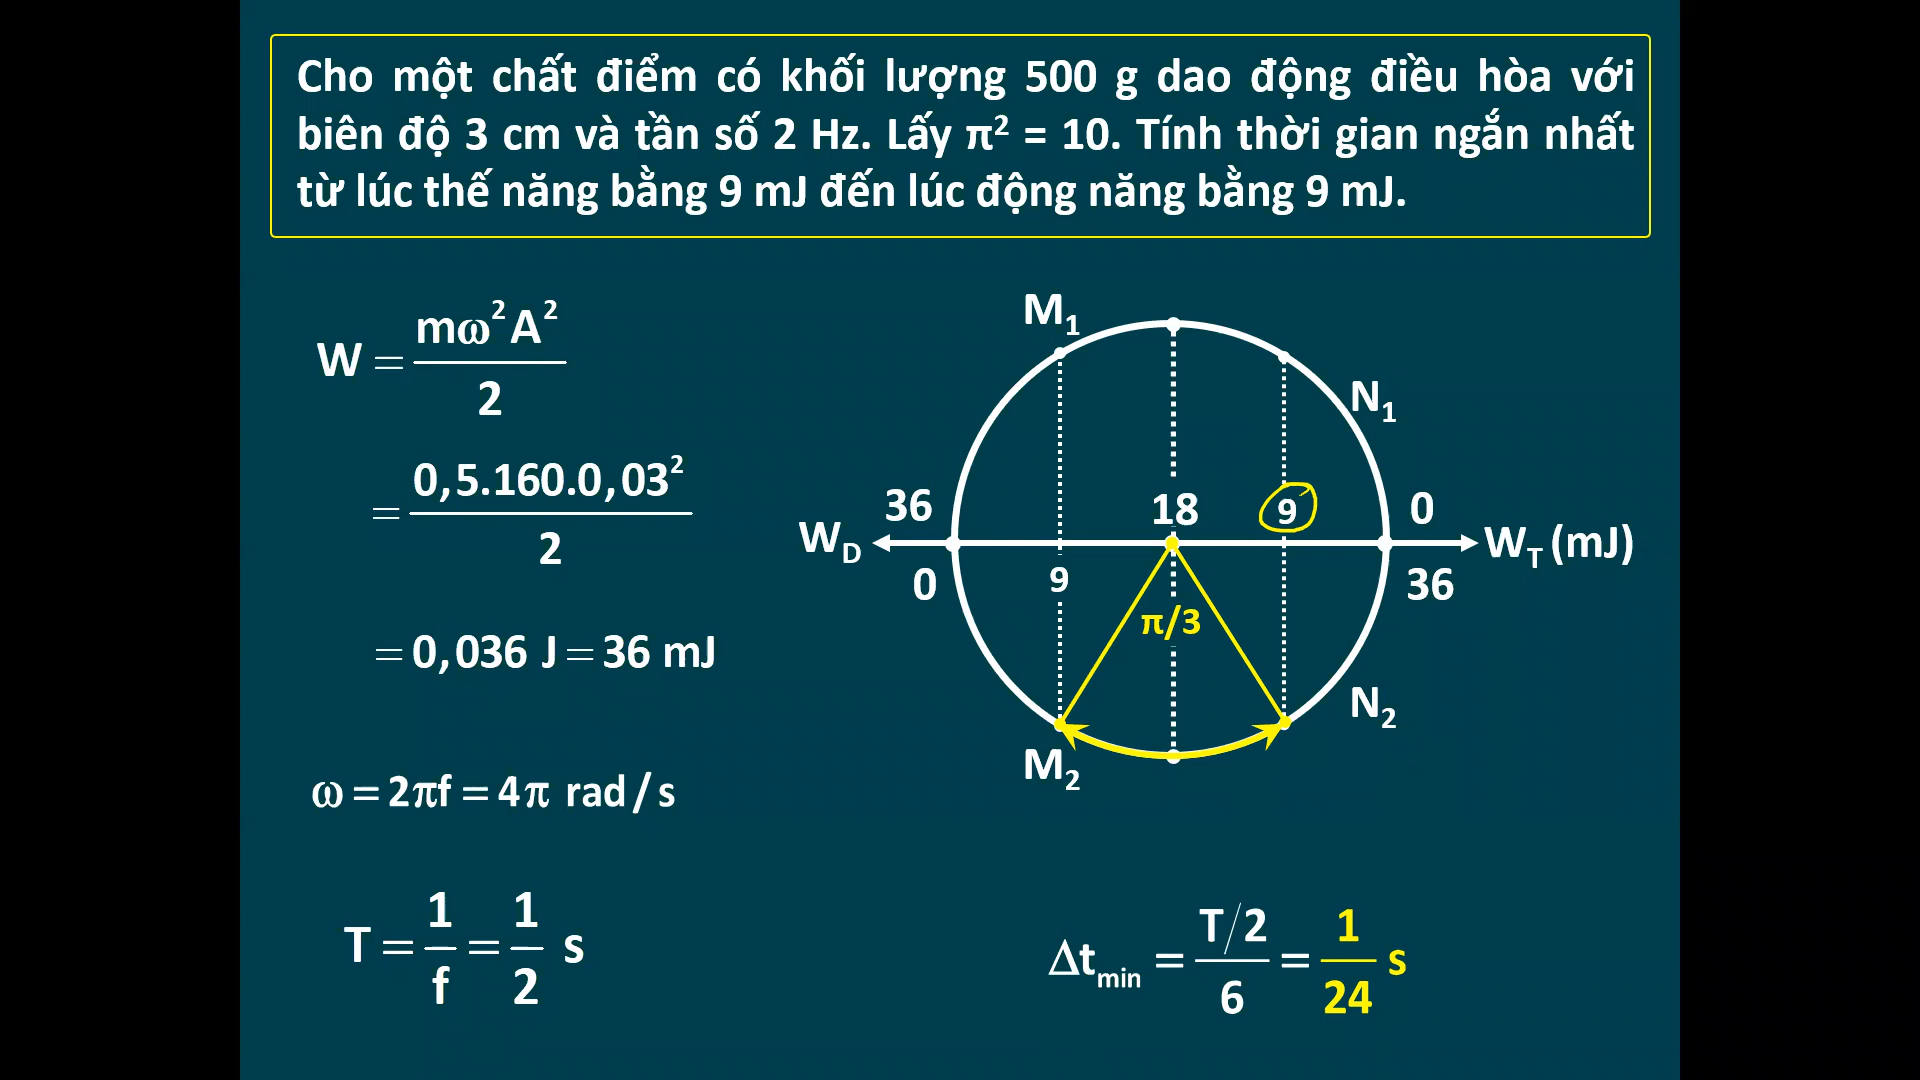 Cho một chất điểm có khối lượng 500 g dao động điều hòa với
biên độ 3 cm và tần số 2 Hz. Lấy π² = 10. Tính thời gian ngắn nhất
từ lúc thế năng bằng 9 mJ đến lúc động năng bằng 9 mJ.
W = mω²A² / 2
= 0,5.160.0,03² / 2
= 0,036 J = 36 mJ
ω = 2πf = 4π rad/s
T = 1/f = 1/2 s
M₁
N₁
36 18 9 0
W_D W_T (mJ)
0 9 36
π/3
N₂
M₂
Δt_min = T/2 / 6 = 1/24 s